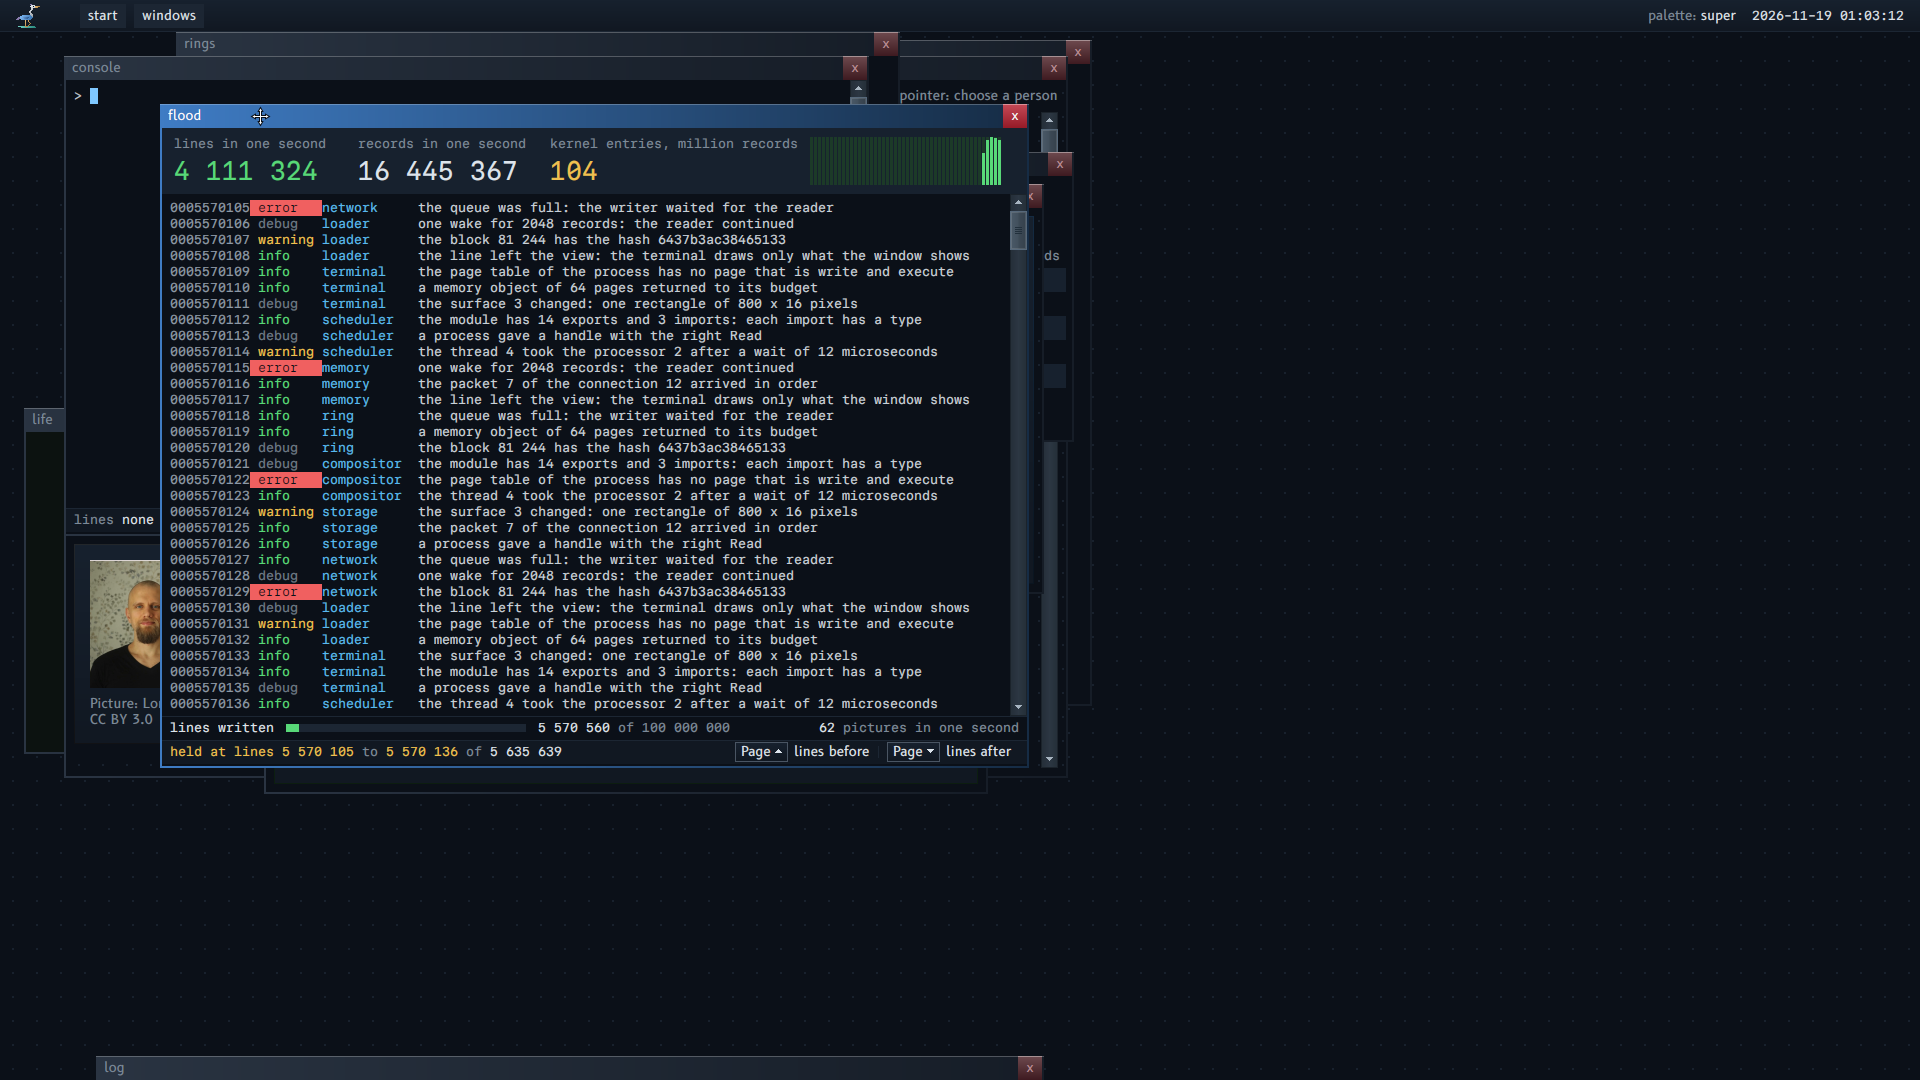 start windows palette: super 2026-11-19 01:03:12
rings x
x
console x
x
> pointer: choose a person
flood x
lines in one second records in one second kernel entries, million records
4 111 324 16 445 367 104
x
x
0005570105 error network the queue was full: the writer waited for the reader
0005570106 debug loader one wake for 2048 records: the reader continued
0005570107 warning loader the block 81 244 has the hash 6437b3ac38465133
0005570108 info loader the line left the view: the terminal draws only what the window shows
ds
0005570109 info terminal the page table of the process has no page that is write and execute
0005570110 info terminal a memory object of 64 pages returned to its budget
0005570111 debug terminal the surface 3 changed: one rectangle of 800 x 16 pixels
0005570112 info scheduler the module has 14 exports and 3 imports: each import has a type
0005570113 debug scheduler a process gave a handle with the right Read
0005570114 warning scheduler the thread 4 took the processor 2 after a wait of 12 microseconds
0005570115 error memory one wake for 2048 records: the reader continued
0005570116 info memory the packet 7 of the connection 12 arrived in order
0005570117 info memory the line left the view: the terminal draws only what the window shows
0005570118 info ring the queue was full: the writer waited for the reader
life
0005570119 info ring a memory object of 64 pages returned to its budget
0005570120 debug ring the block 81 244 has the hash 6437b3ac38465133
0005570121 debug compositor the module has 14 exports and 3 imports: each import has a type
0005570122 error compositor the page table of the process has no page that is write and execute
0005570123 info compositor the thread 4 took the processor 2 after a wait of 12 microseconds
0005570124 warning storage the surface 3 changed: one rectangle of 800 x 16 pixels
lines none
0005570125 info storage the packet 7 of the connection 12 arrived in order
0005570126 info storage a process gave a handle with the right Read
0005570127 info network the queue was full: the writer waited for the reader
0005570128 debug network one wake for 2048 records: the reader continued
0005570129 error network the block 81 244 has the hash 6437b3ac38465133
0005570130 debug loader the line left the view: the terminal draws only what the window shows
0005570131 warning loader the page table of the process has no page that is write and execute
0005570132 info loader a memory object of 64 pages returned to its budget
0005570133 info terminal the surface 3 changed: one rectangle of 800 x 16 pixels
0005570134 info terminal the module has 14 exports and 3 imports: each import has a type
0005570135 debug terminal a process gave a handle with the right Read
0005570136 info scheduler the thread 4 took the processor 2 after a wait of 12 microseconds
Picture: Lo
CC BY 3.0
lines written 5 570 560 of 100 000 000 62 pictures in one second
held at lines 5 570 105 to 5 570 136 of 5 635 639 Page lines before Page lines after
log x